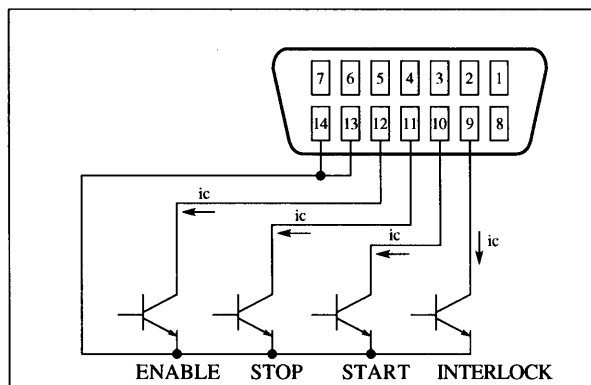 7 6 5 4 3 2 1
14 13 12 11 10 9 8
ic
ic
ic
ic
ENABLE STOP START INTERLOCK